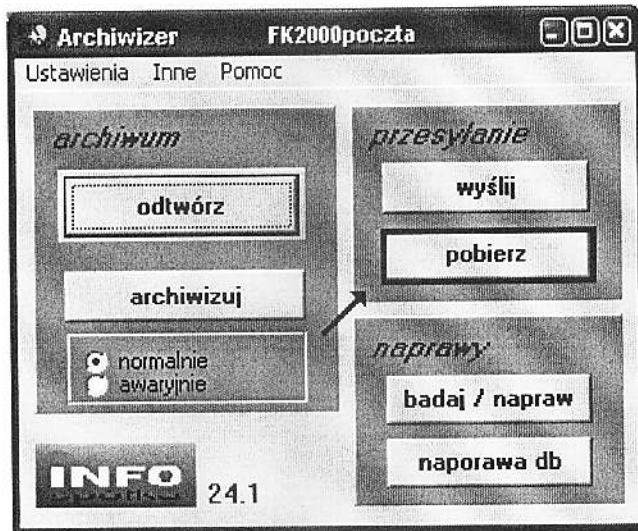 Archiwizer FK2000poczta
Ustawienia Inne Pomoc
archiwum
odtwórz
archiwizuj
normalnie
awaryjnie
przesyłanie
wyślij
pobierz
naprawy
badaj / napraw
naporawa db
INFO
24.1